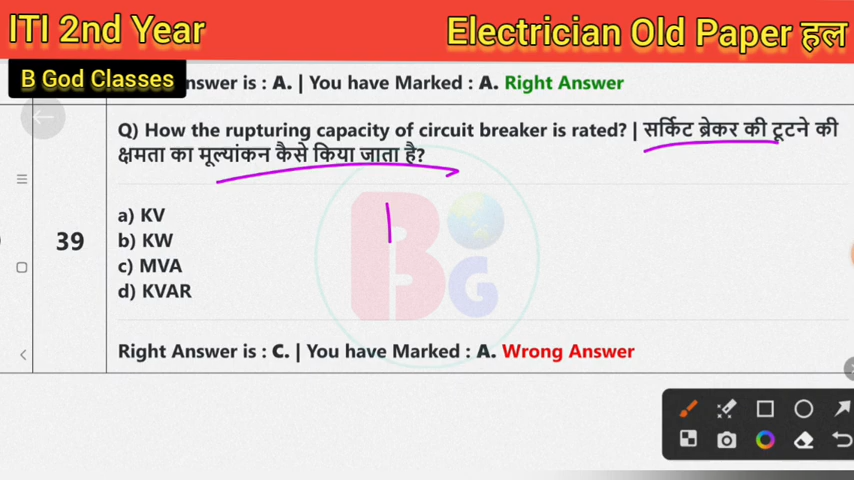 ITI 2nd Year
Electrician Old Paper हल
B God Classes
nswer is : A. | You have Marked : A. Right Answer
Q) How the rupturing capacity of circuit breaker is rated? | सर्किट ब्रेकर की टूटने की
क्षमता का मूल्यांकन कैसे किया जाता है?
39
a) KV
b) KW
c) MVA
d) KVAR
B
G
Right Answer is : C. | You have Marked : A. Wrong Answer